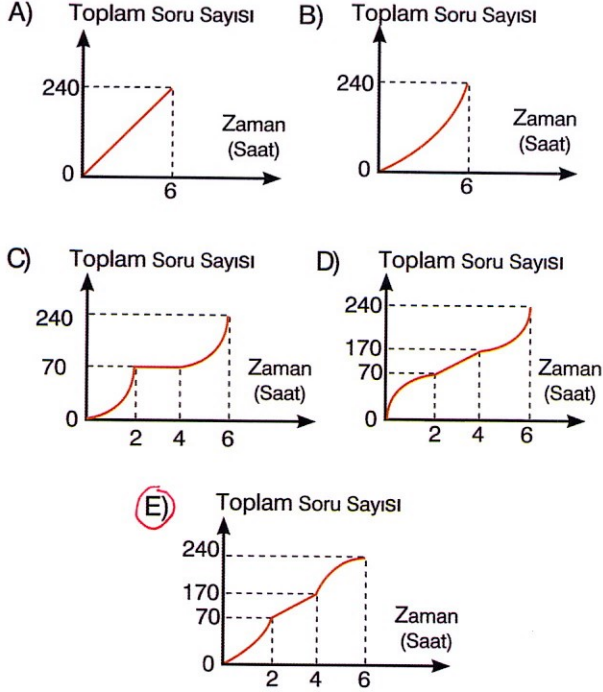 A) Toplam Soru Sayısı
240
0
6
Zaman
(Saat)
B) Toplam Soru Sayısı
240
0
6
Zaman
(Saat)
C) Toplam Soru Sayısı
240
70
0
2 4 6
Zaman
(Saat)
D) Toplam Soru Sayısı
240
170
70
0
2 4 6
Zaman
(Saat)
E) Toplam Soru Sayısı
240
170
70
0
2 4 6
Zaman
(Saat)